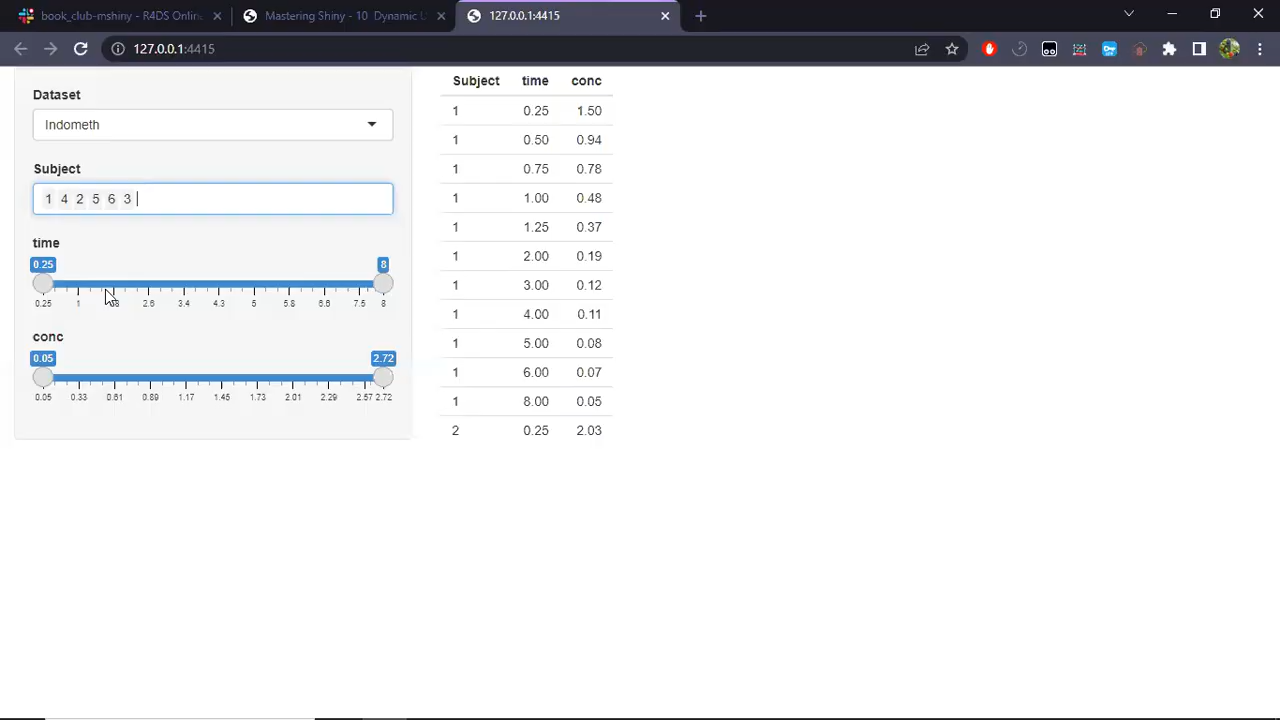 book_club-mshiny - R4DS Online
Mastering Shiny - 10 Dynamic U
127.0.0.1:4415
127.0.0.1:4415
Dataset
Indometh
Subject
1 4 2 5 6 3
time
0.25 8
0.25 1 2.6 3.4 4.3 5 5.8 6.6 7.5 8
conc
0.05 2.72
0.05 0.33 0.61 0.89 1.17 1.45 1.73 2.01 2.29 2.57 2.72
Subject time conc
1 0.25 1.50
1 0.50 0.94
1 0.75 0.78
1 1.00 0.48
1 1.25 0.37
1 2.00 0.19
1 3.00 0.12
1 4.00 0.11
1 5.00 0.08
1 6.00 0.07
1 8.00 0.05
2 0.25 2.03